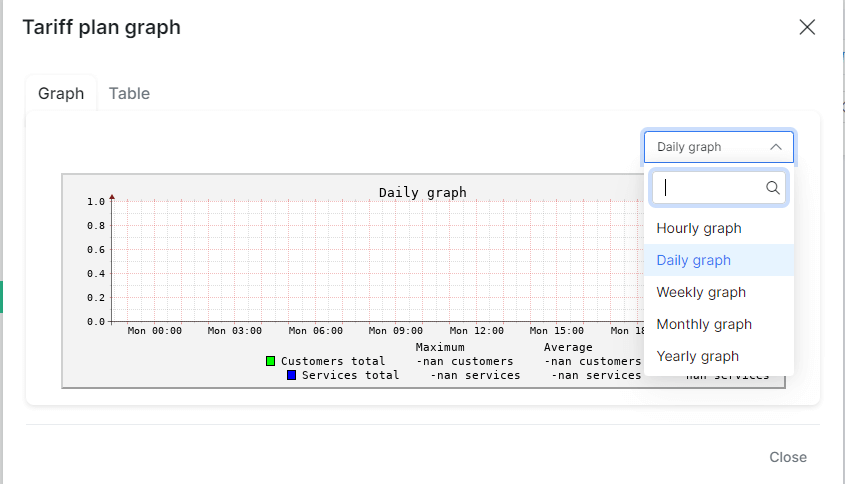 Tariff plan graph
Graph
Table
Daily graph
Daily graph
1.0
0.8
0.6
0.4
0.2
0.0
Mon 00:00 Mon 03:00 Mon 06:00 Mon 09:00 Mon 12:00 Mon 15:00 Mon
Maximum Average
Customers total -nan customers -nan customers
Services total -nan services -nan services nan services
Hourly graph
Daily graph
Weekly graph
Monthly graph
Yearly graph
Close